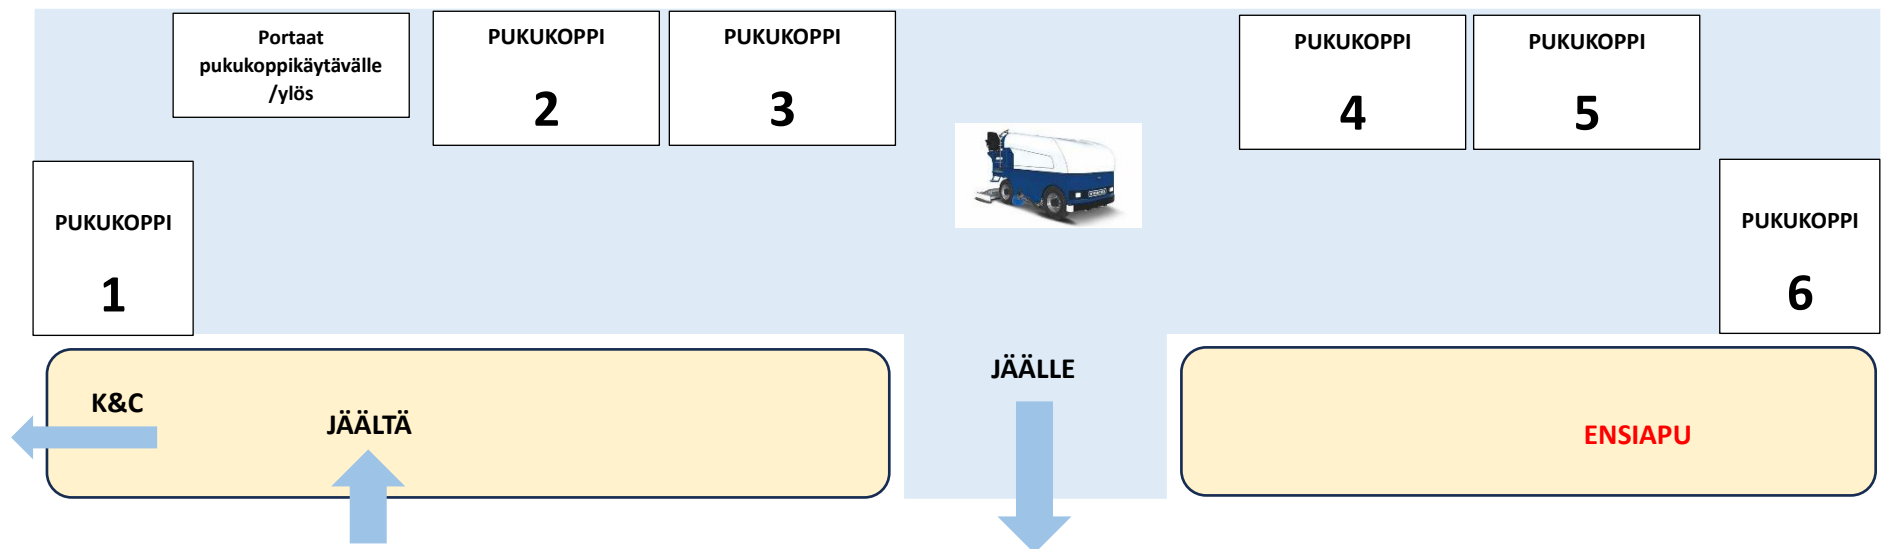 Portaat
pukukoppikäytävälle
/ylös
PUKUKOPPI
2
PUKUKOPPI
3
PUKUKOPPI
4
PUKUKOPPI
5
PUKUKOPPI
1
PUKUKOPPI
6
K&C
JÄÄLTÄ
JÄÄLLE
ENSIAPU